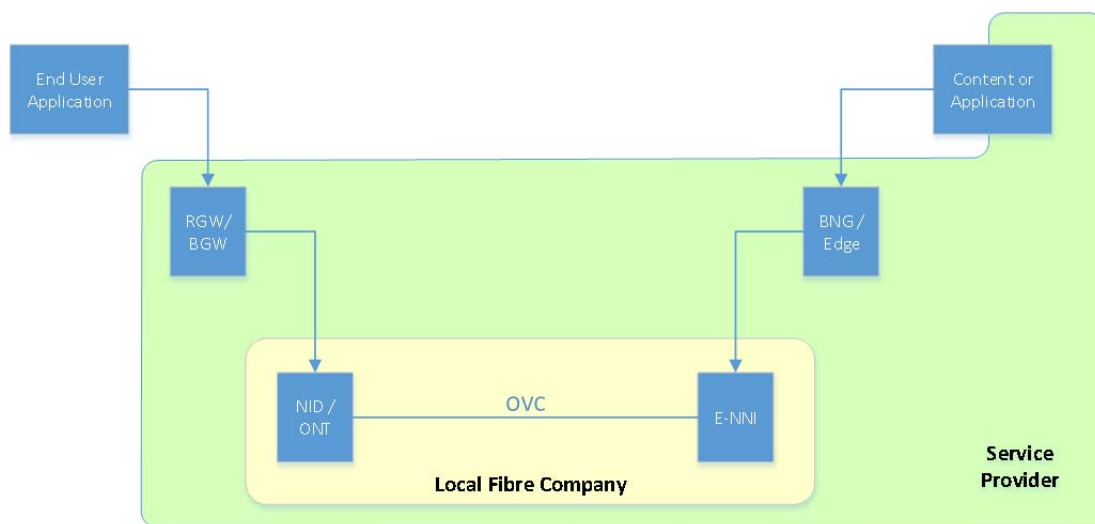 End User
Application
Content or
Application
RGW/
BGW
BNG /
Edge
NID /
ONT
OVC
E-NNI
Local Fibre Company
Service
Provider